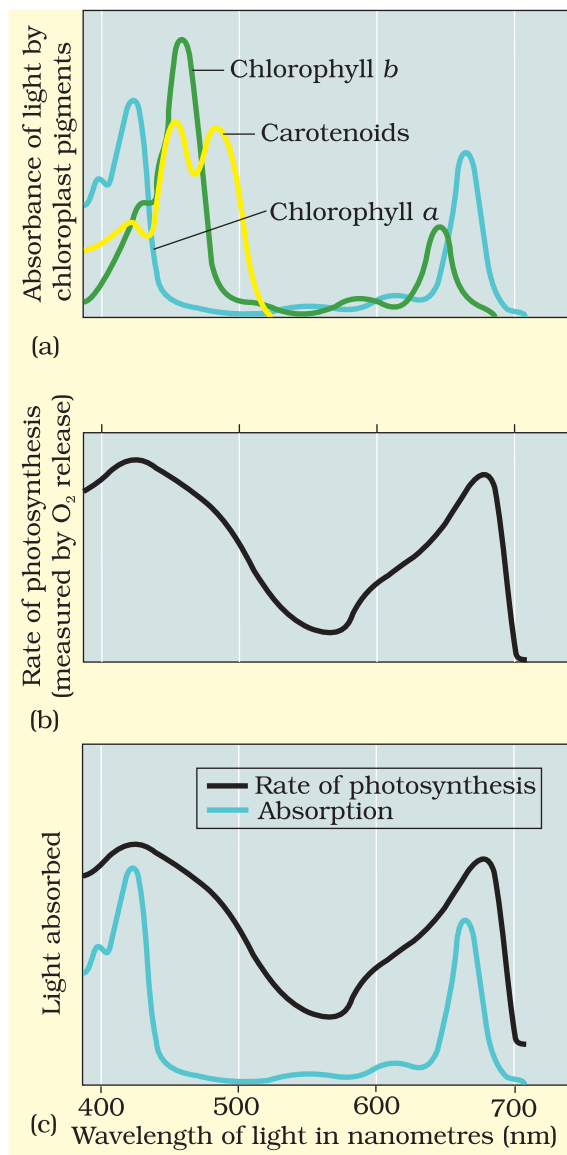 Absorbance of light by
chloroplast pigments
Chlorophyll b
Carotenoids
Chlorophyll a
(a)
Rate of photosynthesis
(measured by O₂ release)
(b)
Rate of photosynthesis
Absorption
Light absorbed
400 500 600 700
(c) Wavelength of light in nanometres (nm)